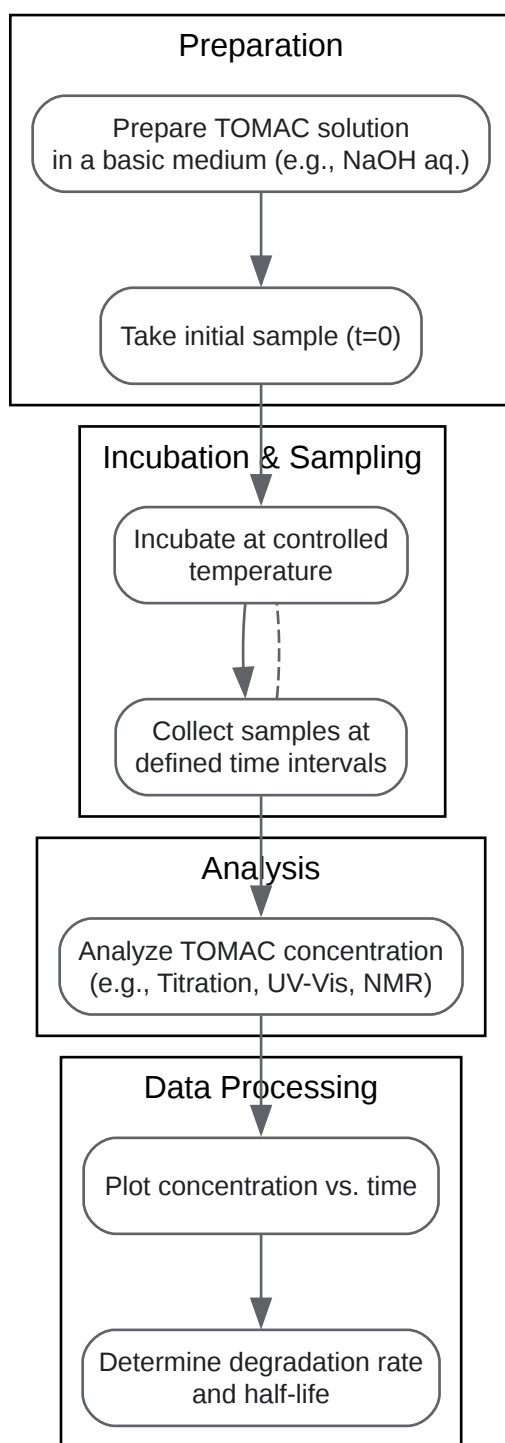 Preparation
Prepare TOMAC solution
in a basic medium (e.g., NaOH aq.)
Take initial sample (t=0)
Incubation & Sampling
Incubate at controlled
temperature
Collect samples at
defined time intervals
Analysis
Analyze TOMAC concentration
(e.g., Titration, UV-Vis, NMR)
Data Processing
Plot concentration vs. time
Determine degradation rate
and half-life